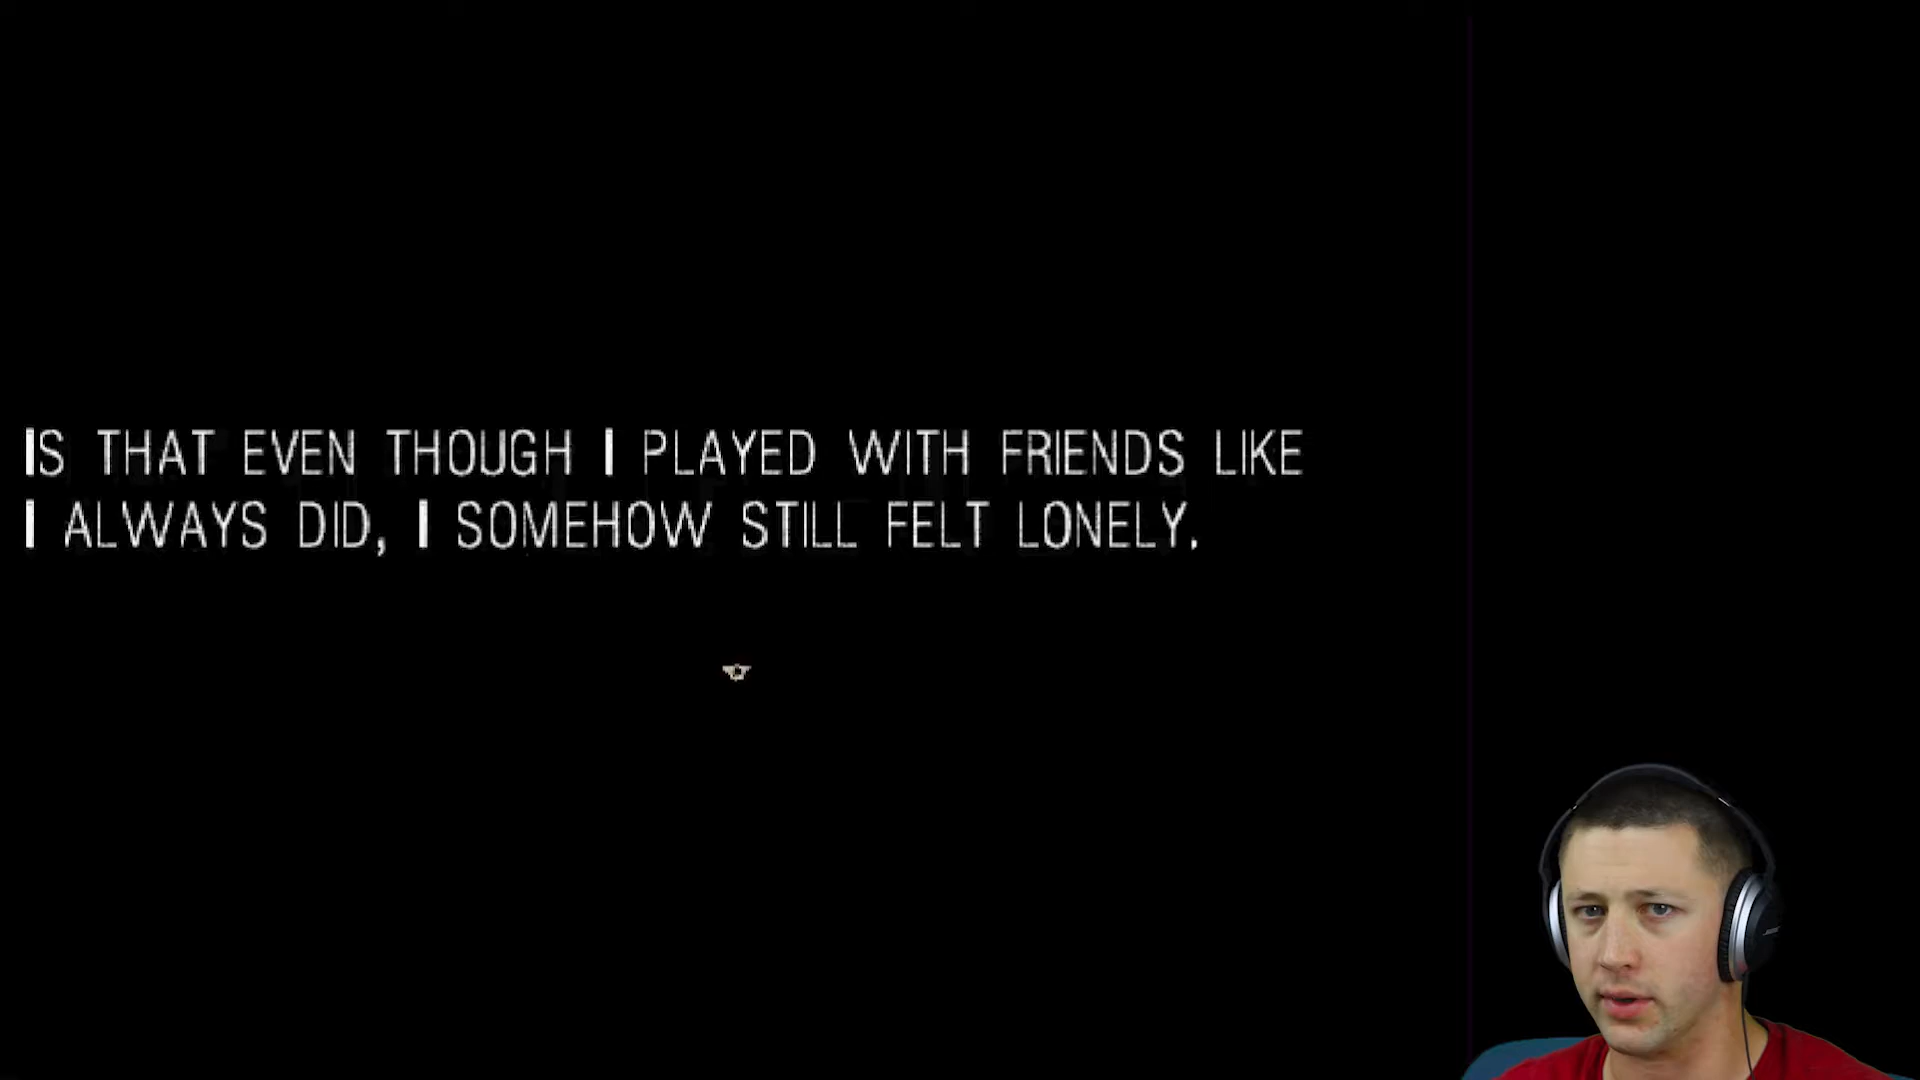 IS THAT EVEN THOUGH I PLAYED WITH FRIENDS LIKE
I ALWAYS DID, I SOMEHOW STILL FELT LONELY.